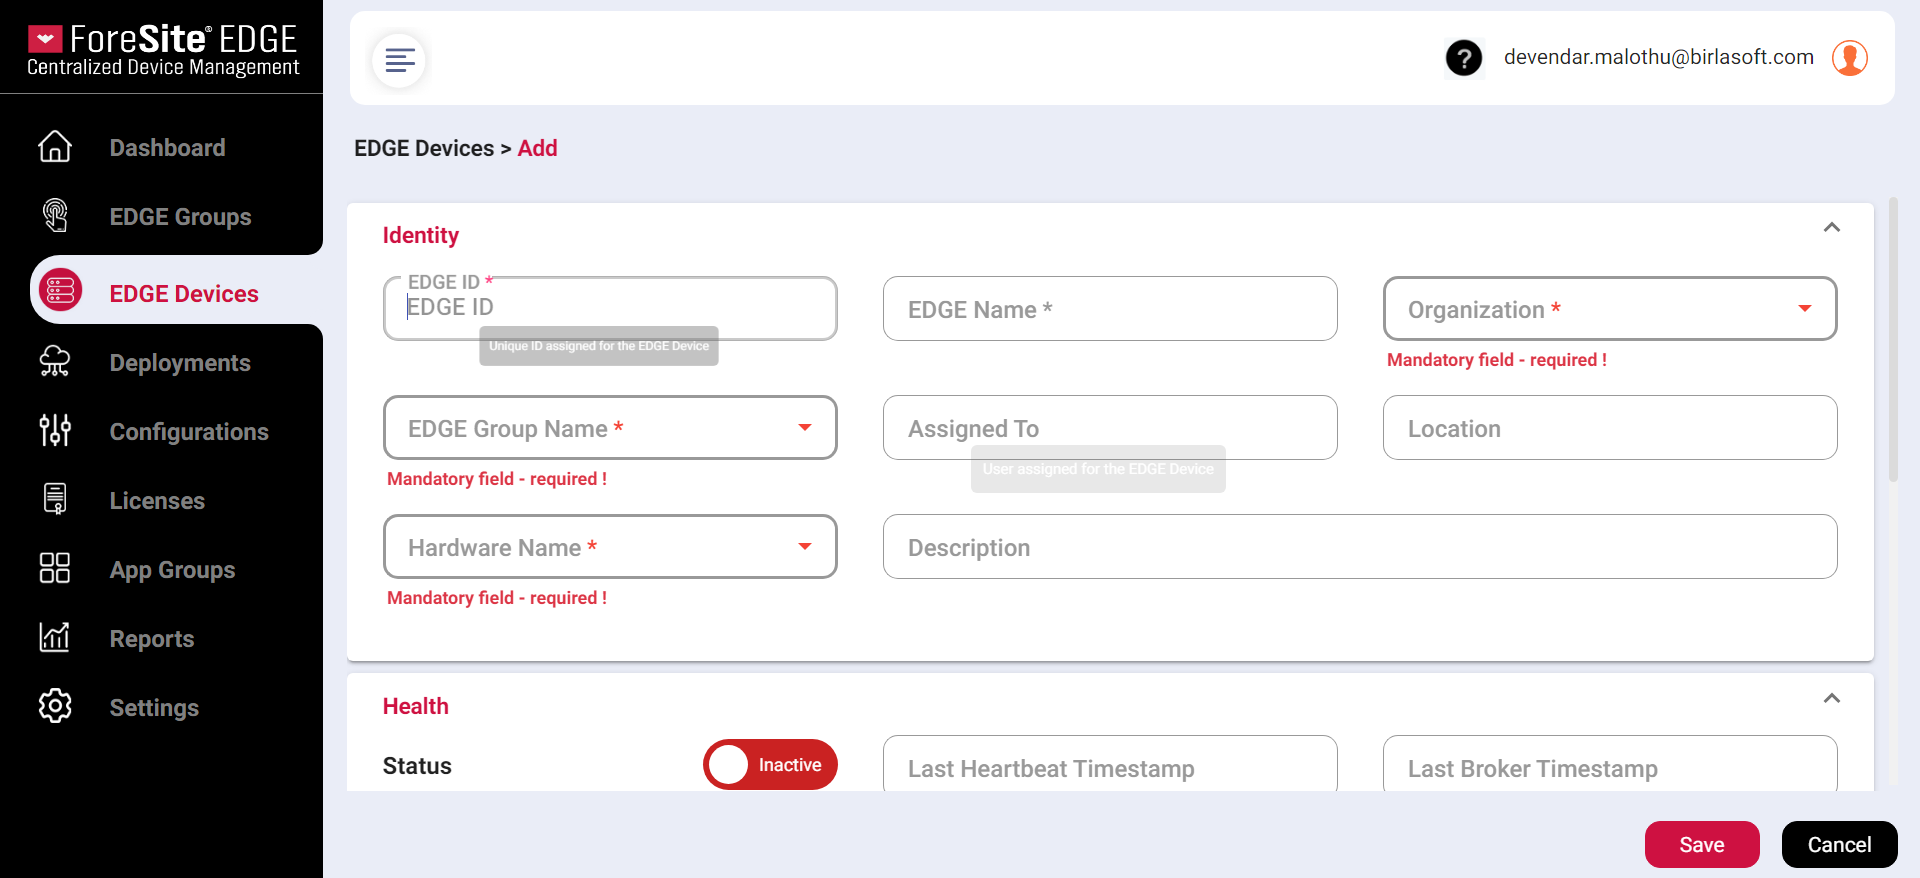 ForeSite® EDGE
Centralized Device Management
?
devendar.malothu@birlasoft.com
Dashboard
EDGE Groups
EDGE Devices
Deployments
Configurations
Licenses
App Groups
Reports
Settings
EDGE Devices > Add
Identity
EDGE ID *
EDGE ID
Unique ID assigned for the EDGE Device
EDGE Name *
Organization *
Mandatory field - required !
EDGE Group Name *
Mandatory field - required !
Assigned To
User assigned for the EDGE Device
Location
Hardware Name *
Mandatory field - required !
Description
Health
Status
Inactive
Last Heartbeat Timestamp
Last Broker Timestamp
Save
Cancel